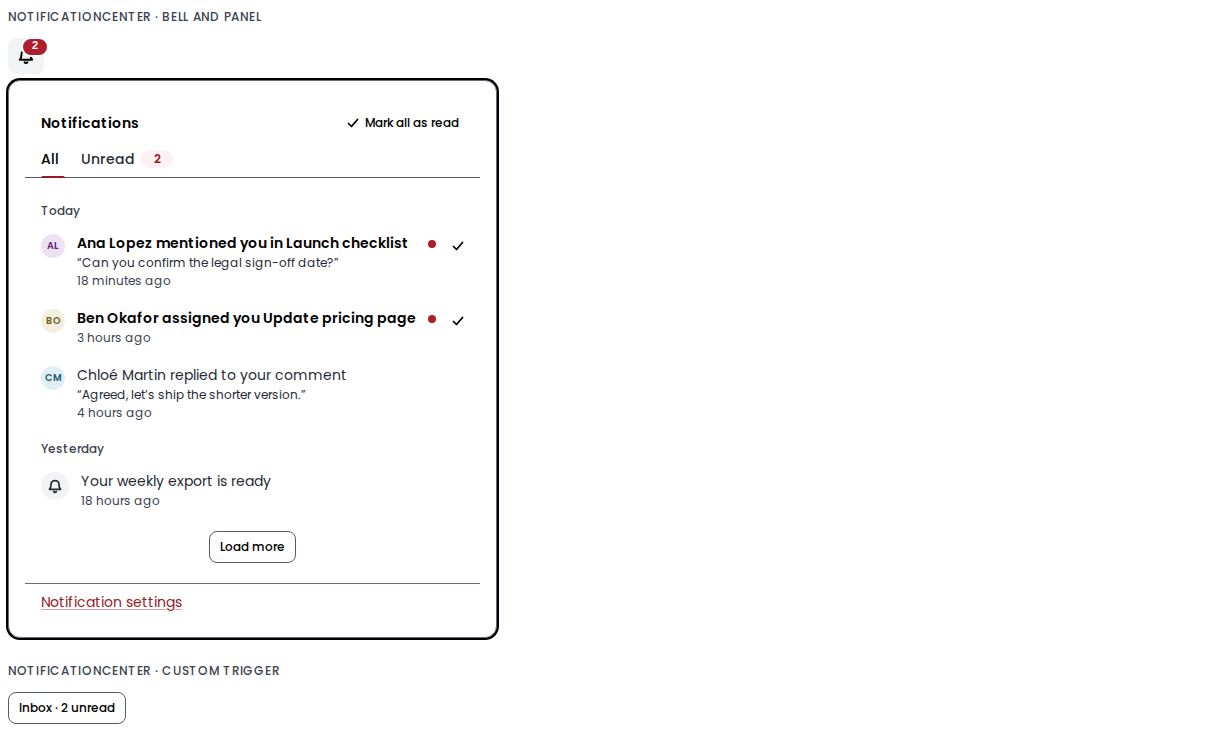 NOTIFICATIONCENTER · BELL AND PANEL
2
Notifications
Mark all as read
All
Unread 2
Today
AL
Ana Lopez mentioned you in Launch checklist
“Can you confirm the legal sign-off date?”
18 minutes ago
BO
Ben Okafor assigned you Update pricing page
3 hours ago
CM
Chloé Martin replied to your comment
“Agreed, let’s ship the shorter version.”
4 hours ago
Yesterday
Your weekly export is ready
18 hours ago
Load more
Notification settings
NOTIFICATIONCENTER · CUSTOM TRIGGER
Inbox · 2 unread